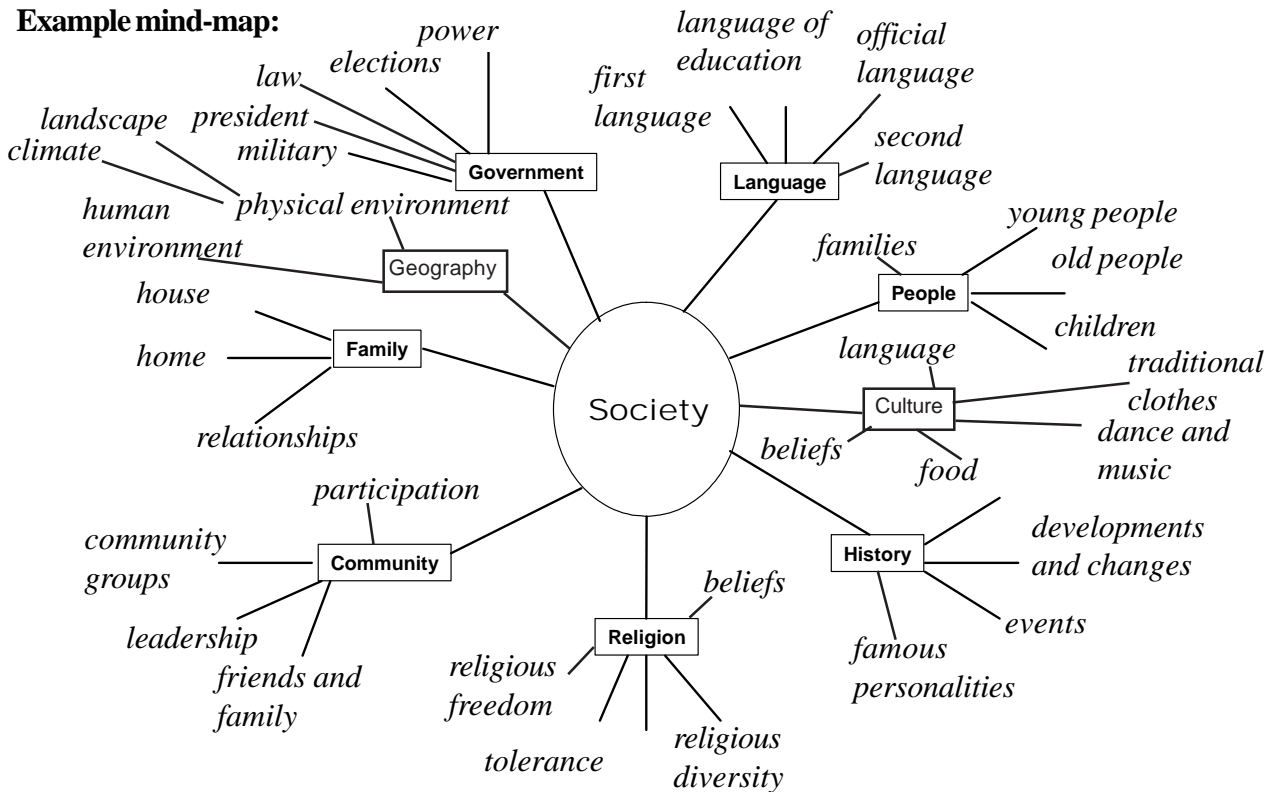 Example mind-map:
power
elections
law
president
military
landscape
climate
Government
language of
education
official
language
first
language
second
language
Language
physical environment
human
environment
Geography
young people
families
old people
People
children
house
home
Family
relationships
Society
language
traditional
clothes
Culture
dance and
music
beliefs
food
participation
community
groups
Community
leadership
friends and
family
developments
and changes
History
events
famous
personalities
beliefs
Religion
religious
freedom
tolerance
religious
diversity